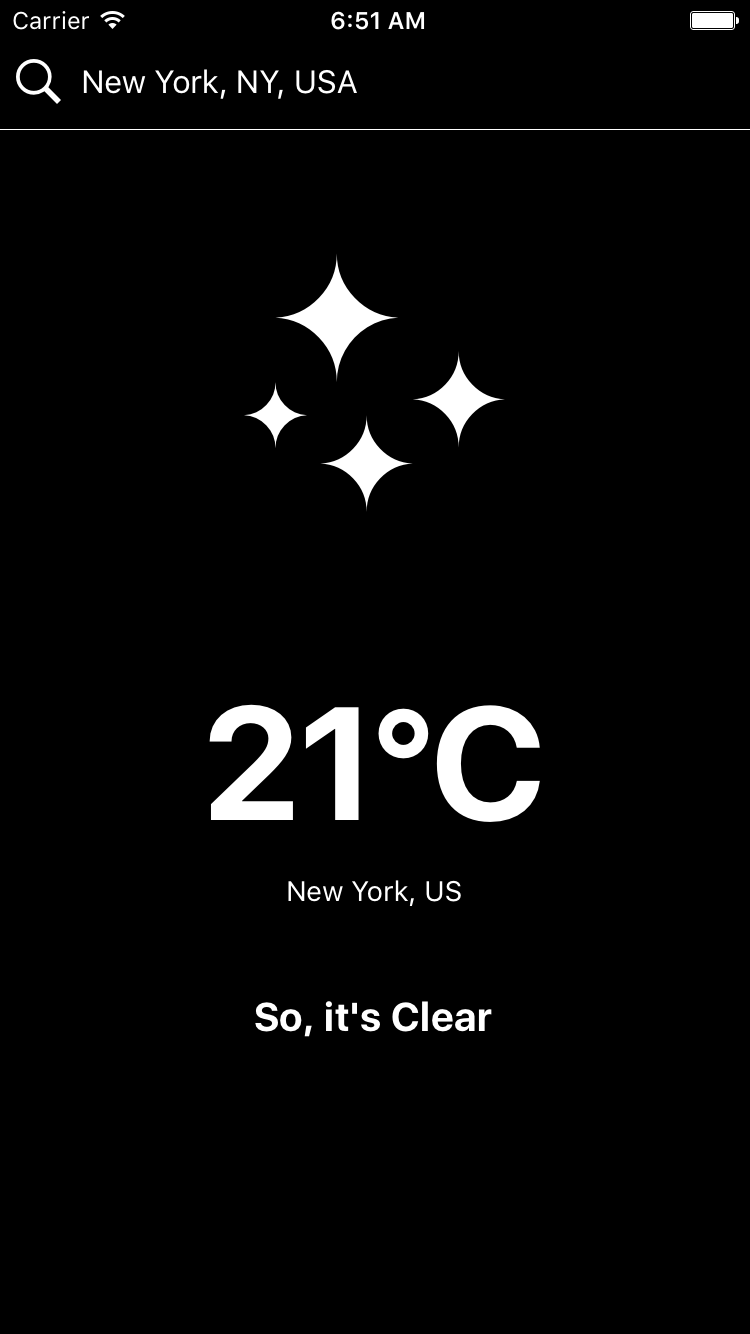 Carrier 6:51 AM
New York, NY, USA
21°C
New York, US
So, it's Clear